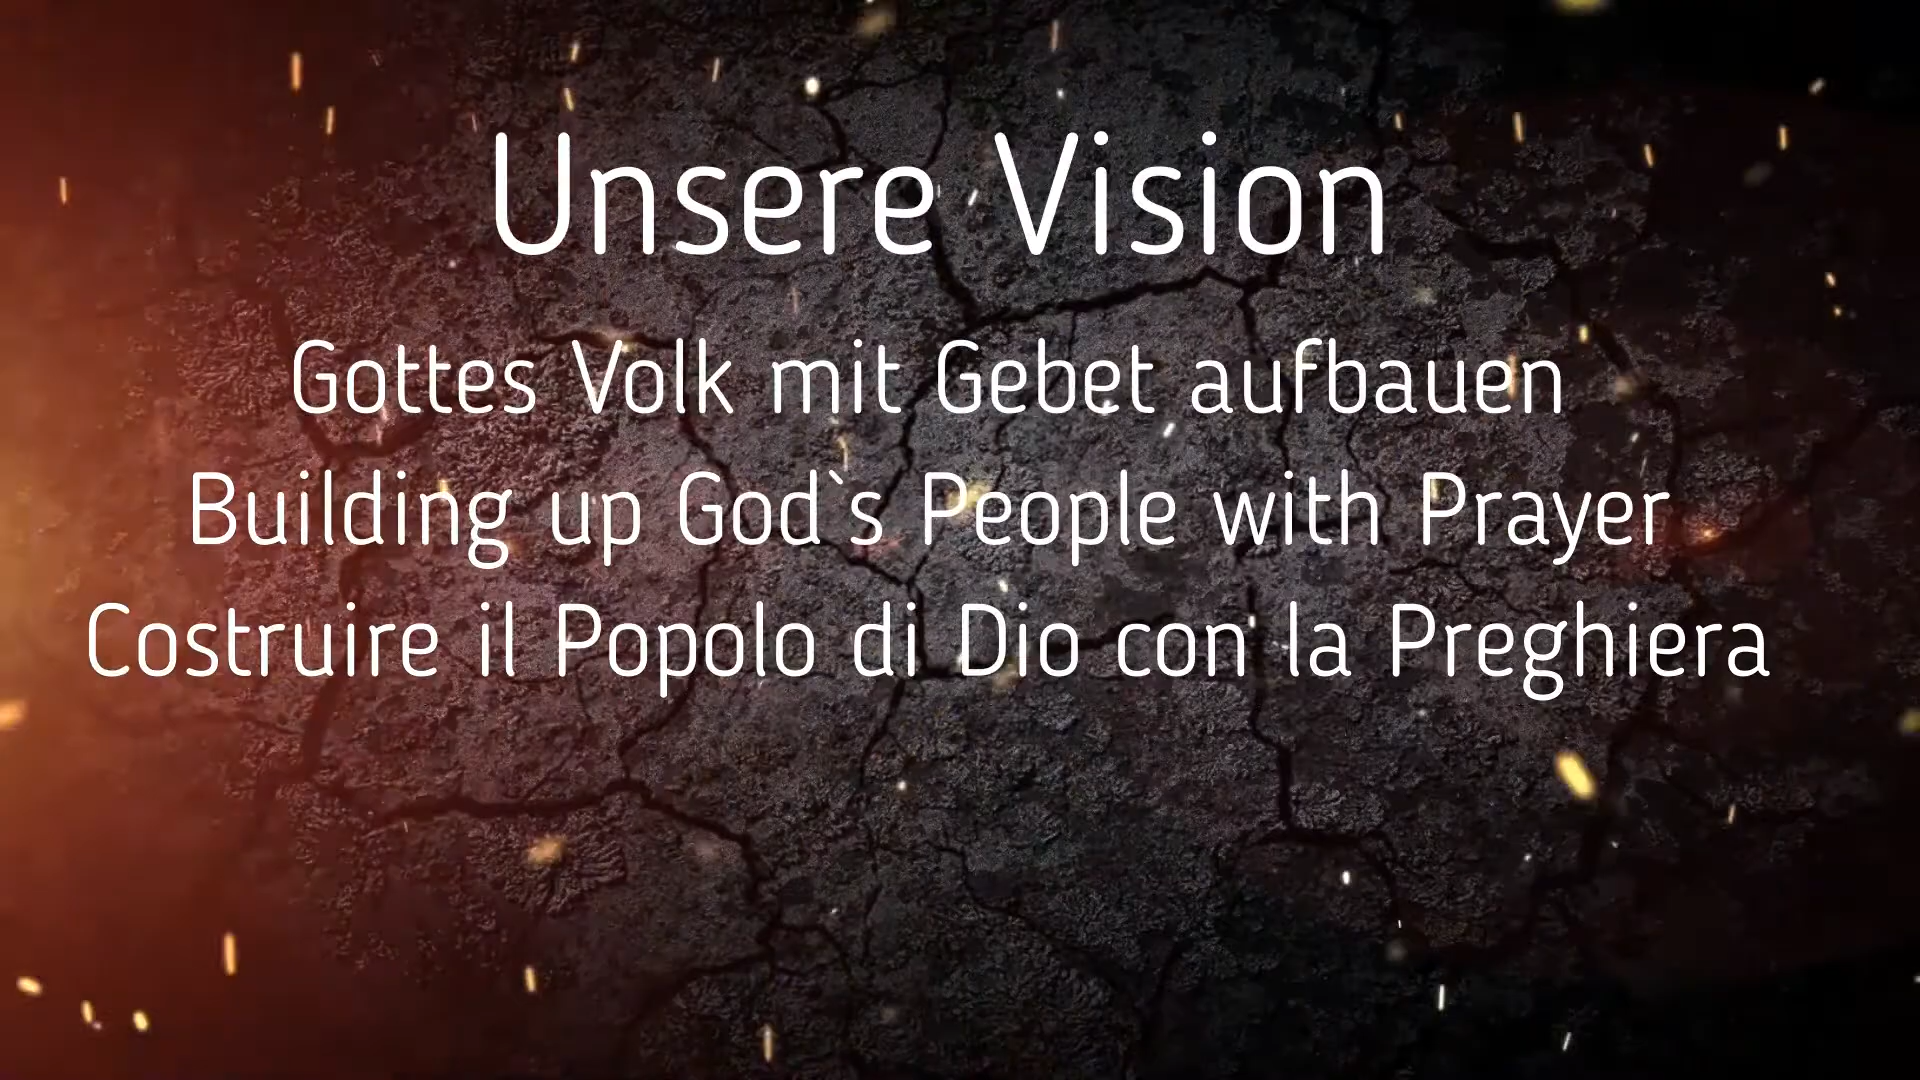 Unsere Vision
Gottes Volk mit Gebet aufbauen
Building up God`s People with Prayer
Costruire il Popolo di Dio con la Preghiera